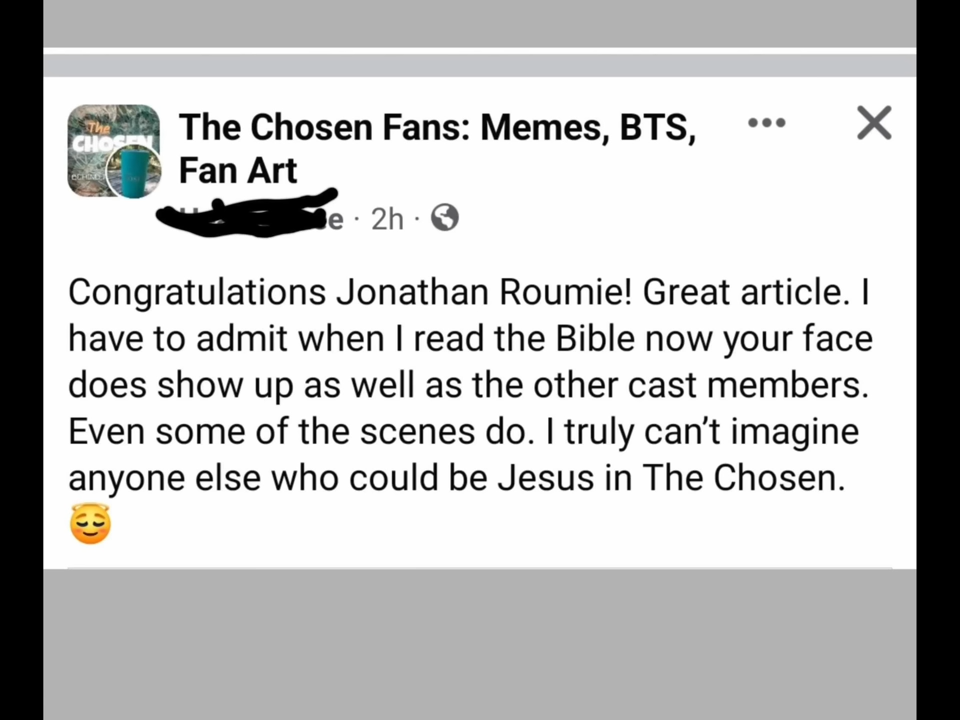 The Chosen Fans: Memes, BTS,
Fan Art
2h
Congratulations Jonathan Roumie! Great article. I
have to admit when I read the Bible now your face
does show up as well as the other cast members.
Even some of the scenes do. I truly can’t imagine
anyone else who could be Jesus in The Chosen.
The
CHOSEN